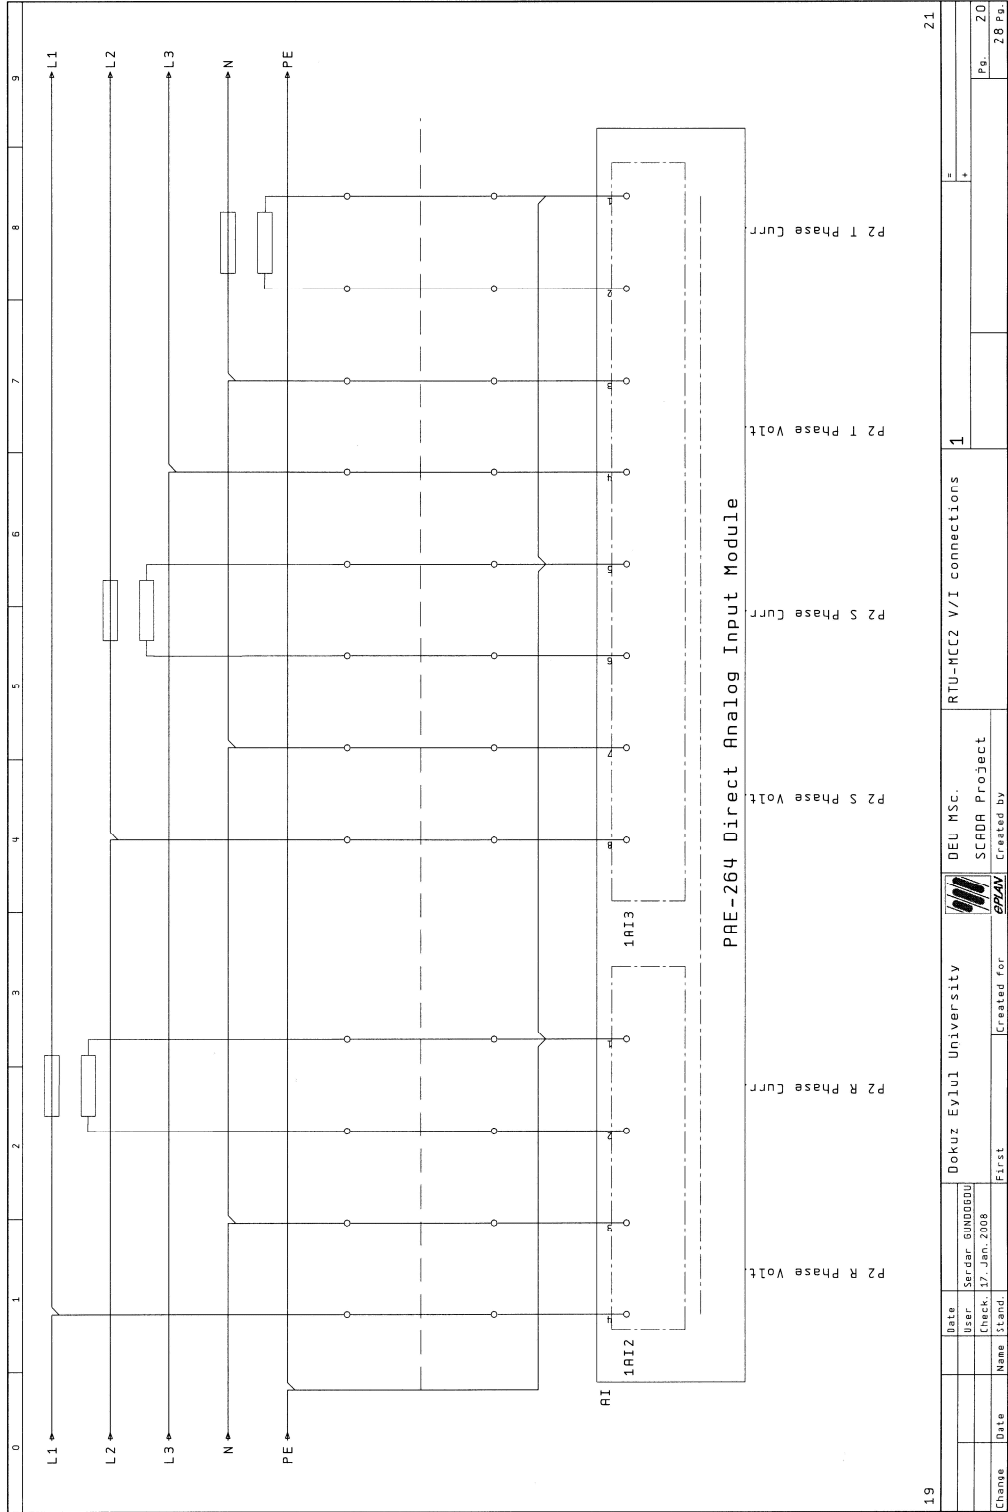 0 1 2 3 4 5 6 7 8 9
L1 L1
L2 L2
L3 L3
N N
PE PE
AI
1AI2
4 3 2 1
1AI3
8 7 6 5 4 3 2 1
PAE-264 Direct Analog Input Module
P2 R Phase Volt
P2 R Phase Curr
P2 S Phase Volt
P2 S Phase Curr
P2 T Phase Volt
P2 T Phase Curr
19 21
Date
User Serdar GUNDOGDU
Check. 17.Jan.2008
Change Date Name Stand.
Dokuz Eylul University
First Created for
ePLAN
DEU MSc.
SCADA Project
Created by
RTU-MCC2 V/I connections
1
=
+
Pg. 20
28 Pg.